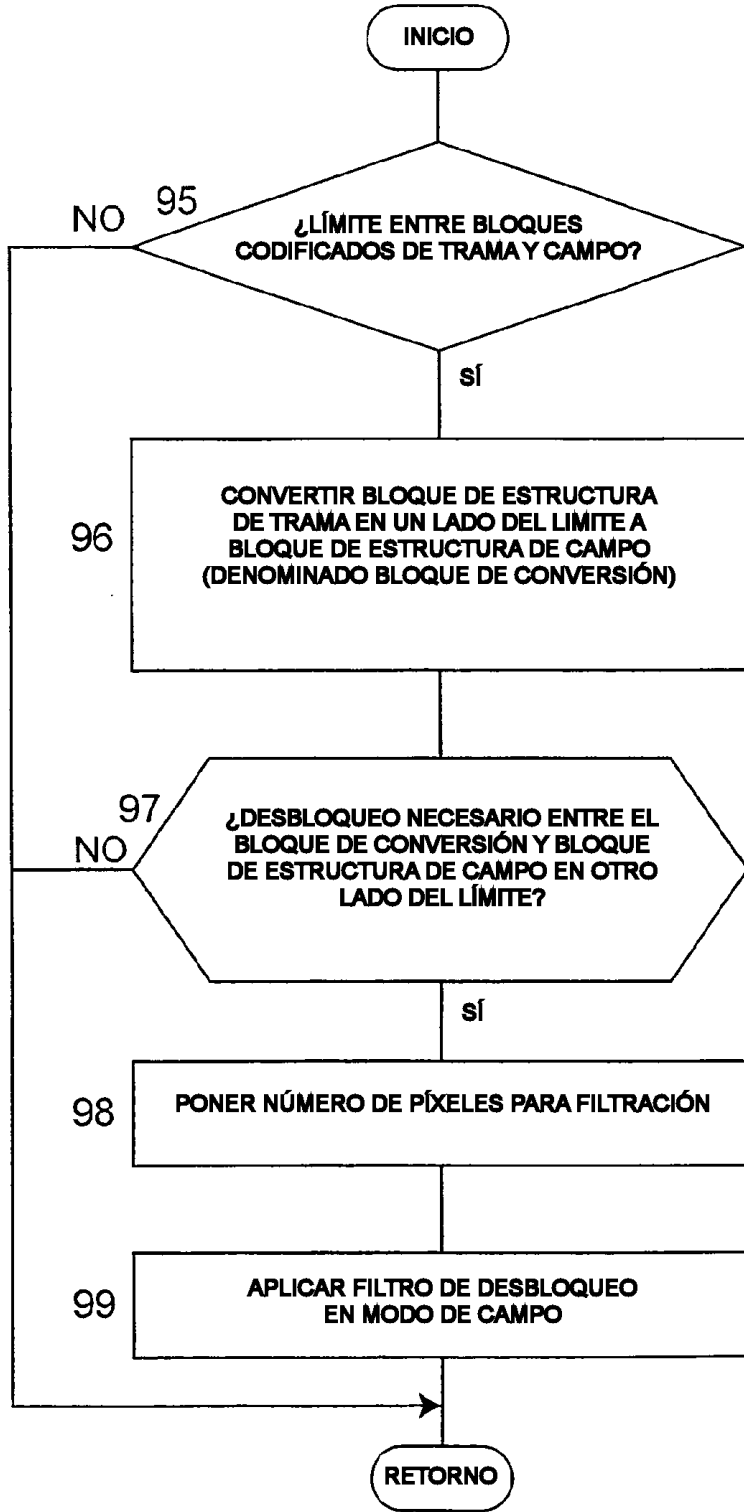 INICIO
95
NO
¿LÍMITE ENTRE BLOQUES
CODIFICADOS DE TRAMA Y CAMPO?
SÍ
96
CONVERTIR BLOQUE DE ESTRUCTURA
DE TRAMA EN UN LADO DEL LIMITE A
BLOQUE DE ESTRUCTURA DE CAMPO
(DENOMINADO BLOQUE DE CONVERSIÓN)
97
NO
¿DESBLOQUEO NECESARIO ENTRE EL
BLOQUE DE CONVERSIÓN Y BLOQUE
DE ESTRUCTURA DE CAMPO EN OTRO
LADO DEL LÍMITE?
SÍ
98
PONER NÚMERO DE PÍXELES PARA FILTRACIÓN
99
APLICAR FILTRO DE DESBLOQUEO
EN MODO DE CAMPO
RETORNO